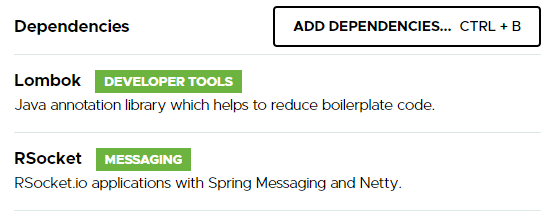 Dependencies
ADD DEPENDENCIES... CTRL + B
Lombok DEVELOPER TOOLS
Java annotation library which helps to reduce boilerplate code.
RSocket MESSAGING
RSocket.io applications with Spring Messaging and Netty.